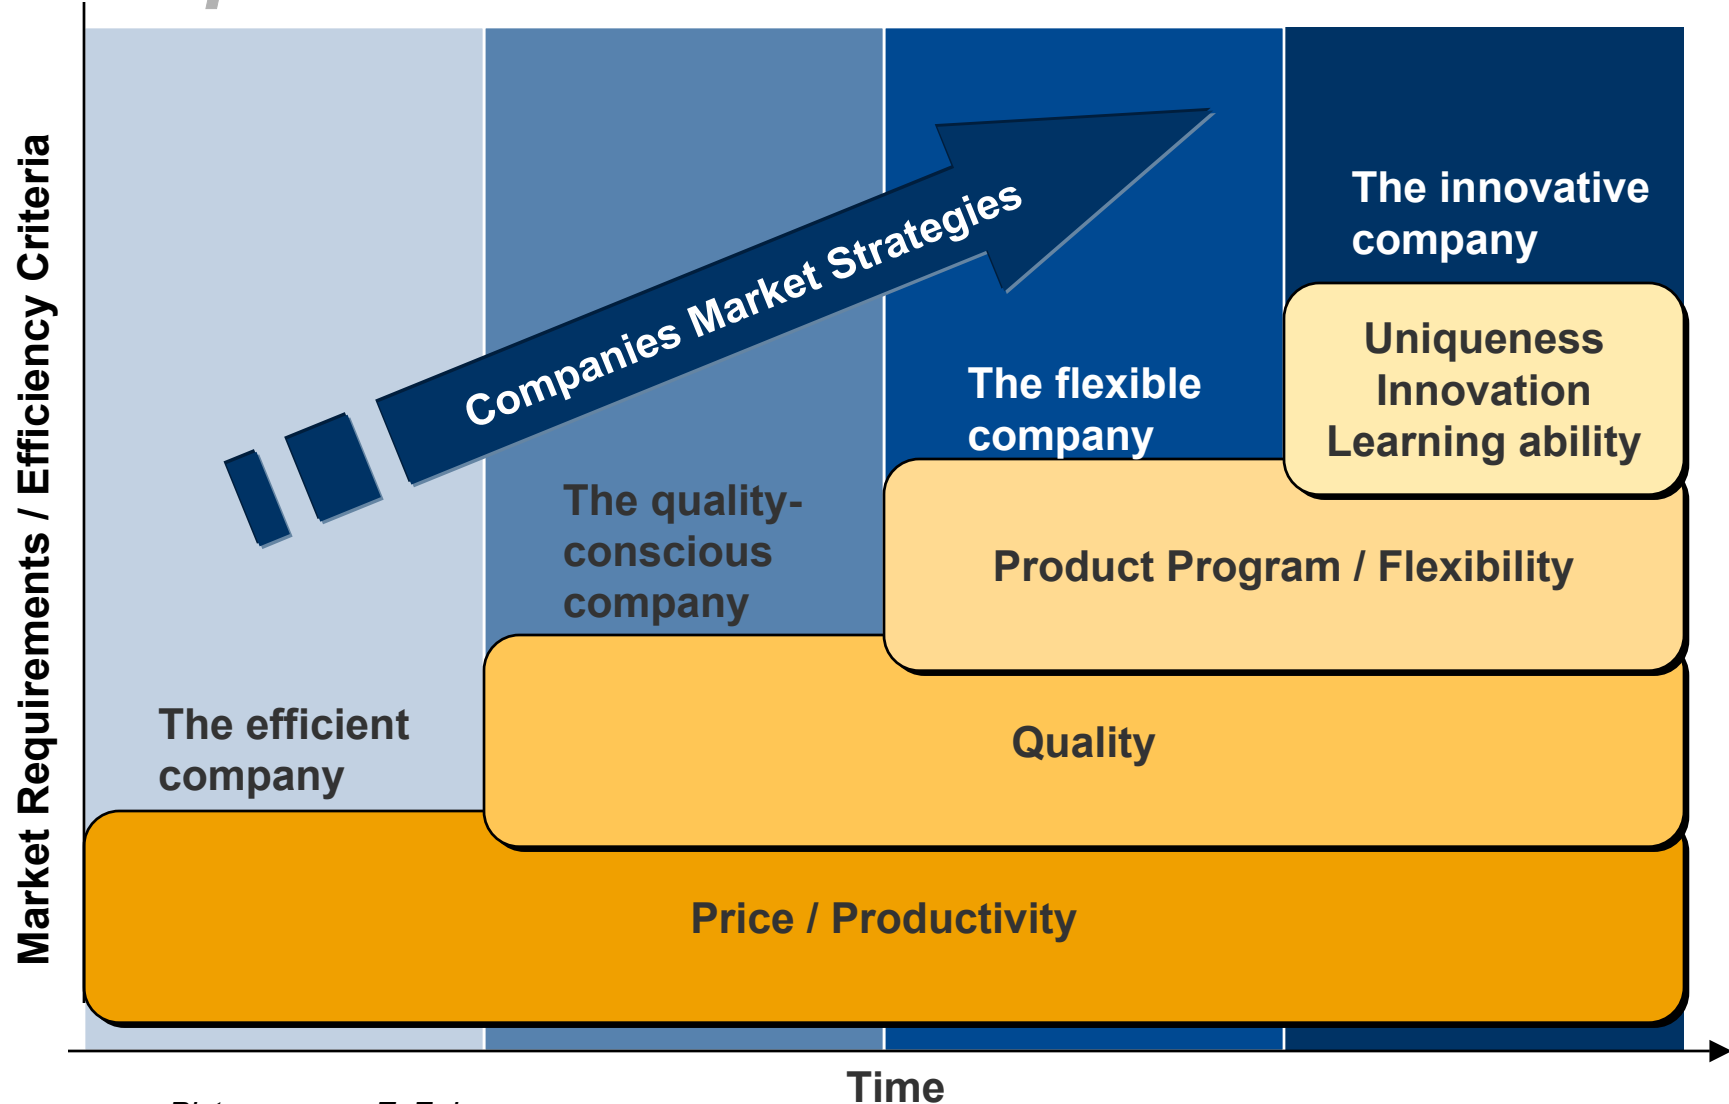 Market Requirements / Efficiency Criteria
Companies Market Strategies
The innovative
company
Uniqueness
Innovation
Learning ability
The flexible
company
Product Program / Flexibility
The quality-
conscious
company
Quality
The efficient
company
Price / Productivity
Time